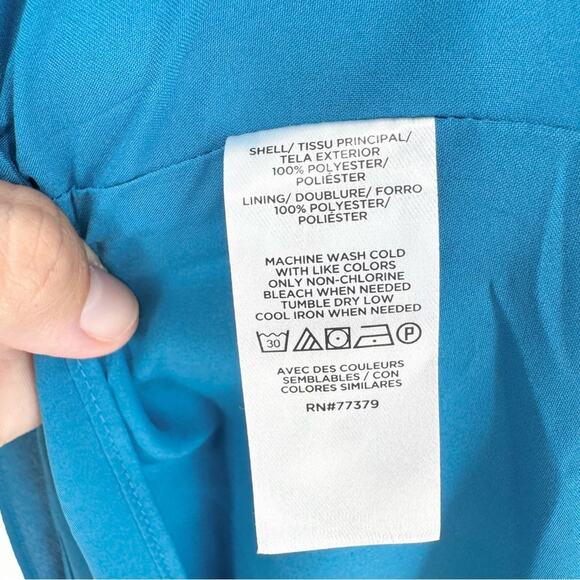 SHELL/ TISSU PRINCIPAL/
TELA EXTERIOR
100% POLYESTER/
POLIÉSTER
LINING/ DOUBLURE/ FORRO
100% POLYESTER/
POLIÉSTER
MACHINE WASH COLD
WITH LIKE COLORS
ONLY NON-CHLORINE
BLEACH WHEN NEEDED
TUMBLE DRY LOW
COOL IRON WHEN NEEDED
30 P
AVEC DES COULEURS
SEMBLABLES / CON
COLORES SIMILARES
RN#77379